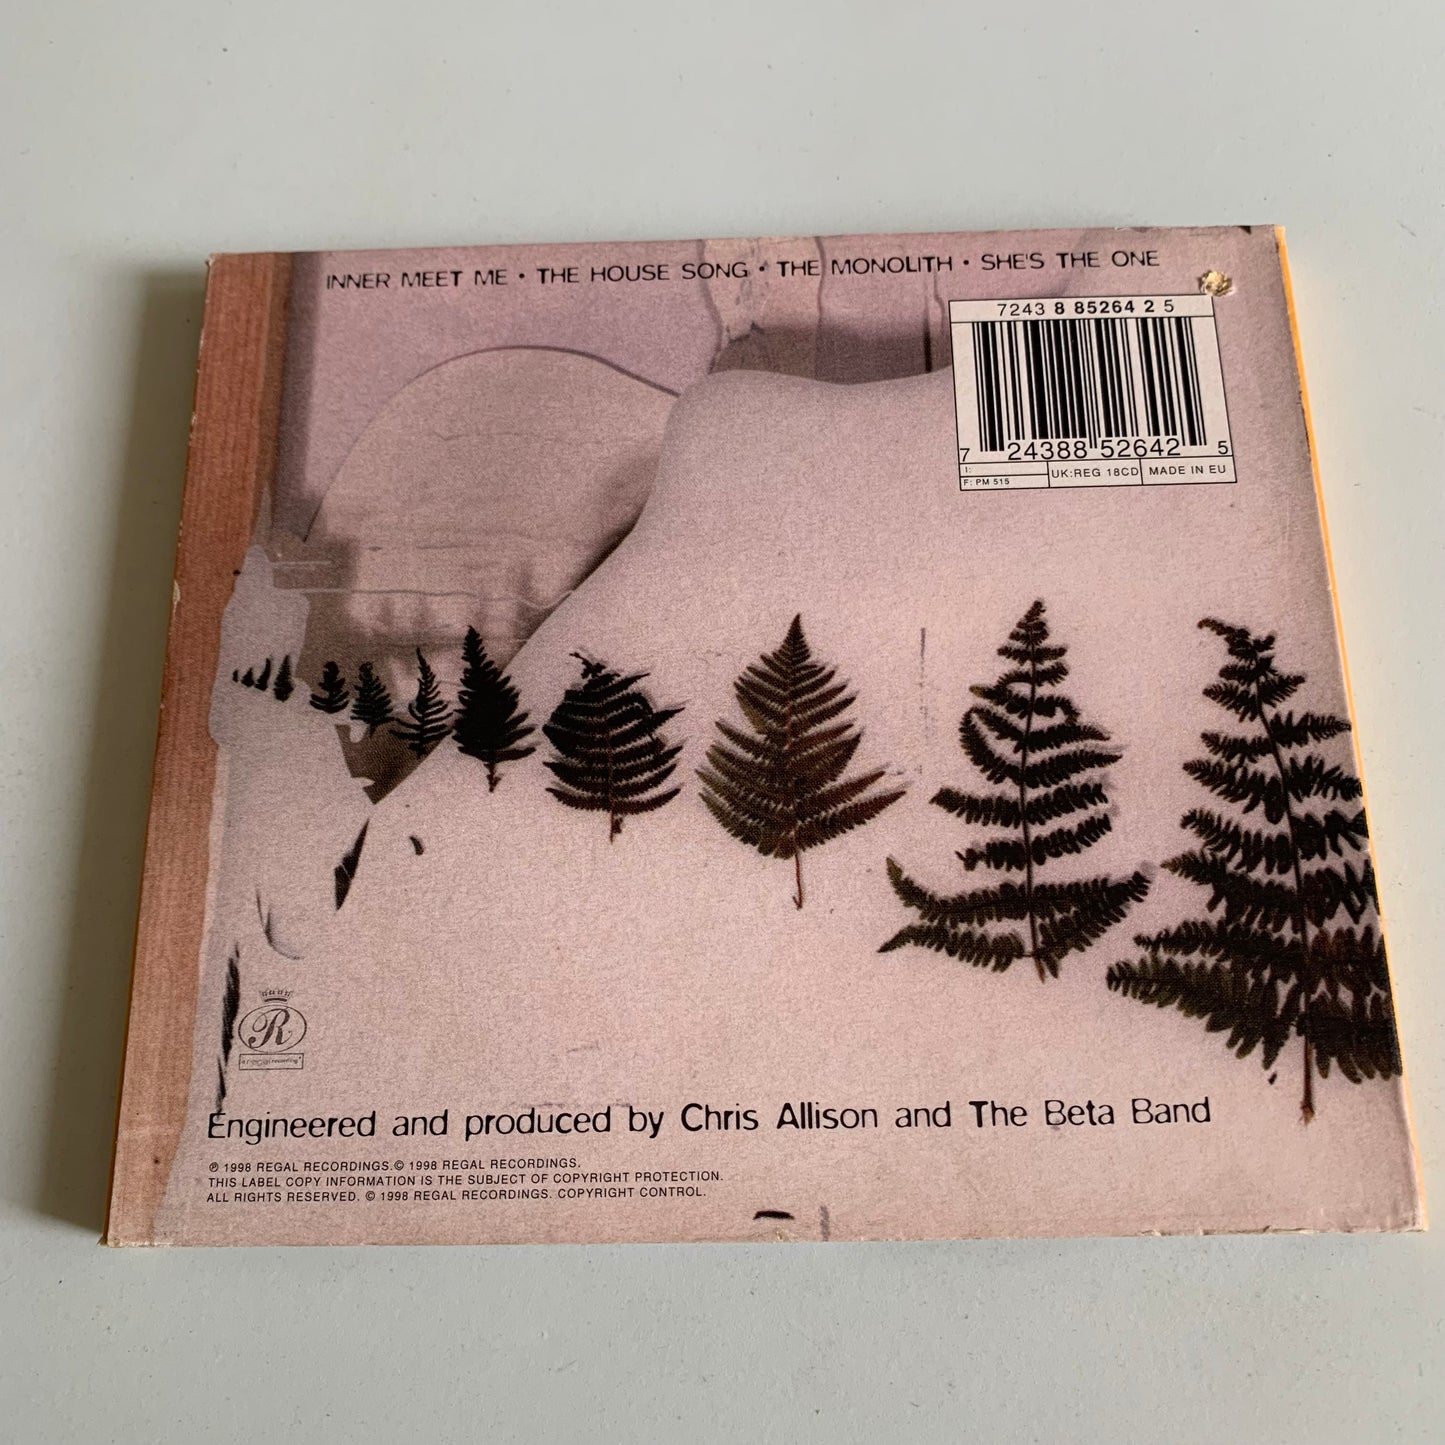 INNER MEET ME • THE HOUSE SONG • THE MONOLITH • SHE'S THE ONE
7243 8 85264 2 5
7 24388 52642 5
1:
F: PM 515
UK:REG 18CD
MADE IN EU
R
Engineered and produced by Chris Allison and The Beta Band
℗ 1998 REGAL RECORDINGS.© 1998 REGAL RECORDINGS.
THIS LABEL COPY INFORMATION IS THE SUBJECT OF COPYRIGHT PROTECTION.
ALL RIGHTS RESERVED. © 1998 REGAL RECORDINGS. COPYRIGHT CONTROL.